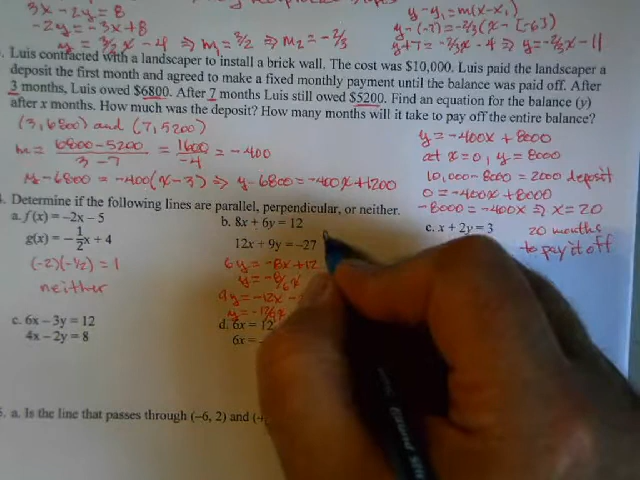 3x - 2y = 8
-2y = -3x + 8
y = 3/2 x - 4 ⇒ m₁ = 3/2 ⇒ m₂ = -2/3
y - y₁ = m(x - x₁)
y - (-7) = -2/3(x - [-6])
y + 7 = -2/3x - 4 ⇒ y = -2/3x - 11
. Luis contracted with a landscaper to install a brick wall. The cost was $10,000. Luis paid the landscaper a
deposit the first month and agreed to make a fixed monthly payment until the balance was paid off. After
3 months, Luis owed $6800. After 7 months Luis still owed $5200. Find an equation for the balance (y)
after x months. How much was the deposit? How many months will it take to pay off the entire balance?
(3, 6800) and (7, 5200)
m = 6800 - 5200 / 3 - 7 = 1600 / -4 = -400
y - 6800 = -400(x - 3) ⇒ y - 6800 = -400x + 1200
y = -400x + 8000
at x = 0, y = 8000
10,000 - 8000 = 2000 deposit
0 = -400x + 8000
-8000 = -400x ⇒ x = 20
20 months
to pay it off
. Determine if the following lines are parallel, perpendicular, or neither.
a. f(x) = –2x – 5
g(x) = –1/2x + 4
(-2)(-1/2) = 1
neither
b. 8x + 6y = 12
12x + 9y = –27
6y = -8x + 12
y = -8/6x
9y = -12x -
y = -12/9x
c. x + 2y = 3
c. 6x – 3y = 12
4x – 2y = 8
d. 6x = 12
6x =
5. a. Is the line that passes through (–6, 2) and (–